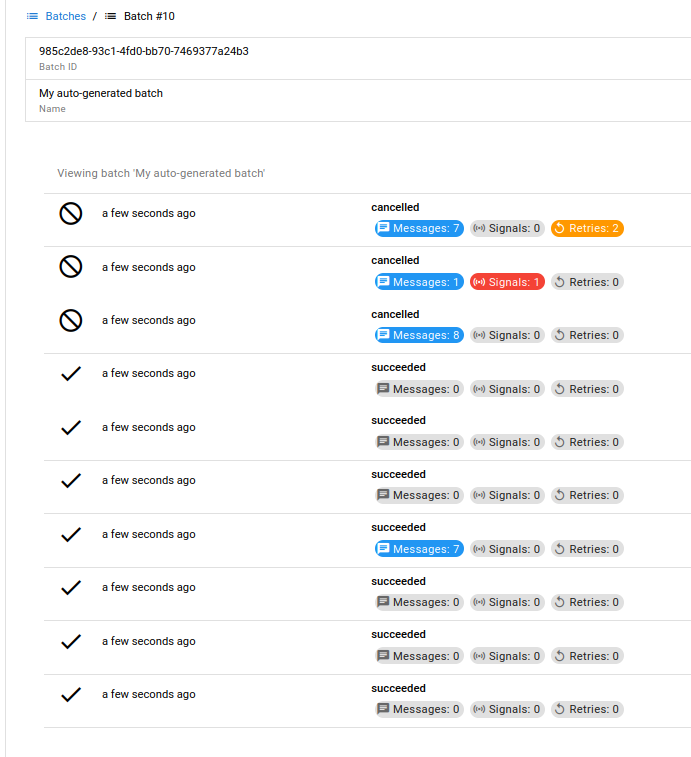 Batches / Batch #10
985c2de8-93c1-4fd0-bb70-7469377a24b3
Batch ID
My auto-generated batch
Name
Viewing batch 'My auto-generated batch'
a few seconds ago
cancelled
Messages: 7 Signals: 0 Retries: 2
a few seconds ago
cancelled
Messages: 1 Signals: 1 Retries: 0
a few seconds ago
cancelled
Messages: 8 Signals: 0 Retries: 0
a few seconds ago
succeeded
Messages: 0 Signals: 0 Retries: 0
a few seconds ago
succeeded
Messages: 0 Signals: 0 Retries: 0
a few seconds ago
succeeded
Messages: 0 Signals: 0 Retries: 0
a few seconds ago
succeeded
Messages: 7 Signals: 0 Retries: 0
a few seconds ago
succeeded
Messages: 0 Signals: 0 Retries: 0
a few seconds ago
succeeded
Messages: 0 Signals: 0 Retries: 0
a few seconds ago
succeeded
Messages: 0 Signals: 0 Retries: 0